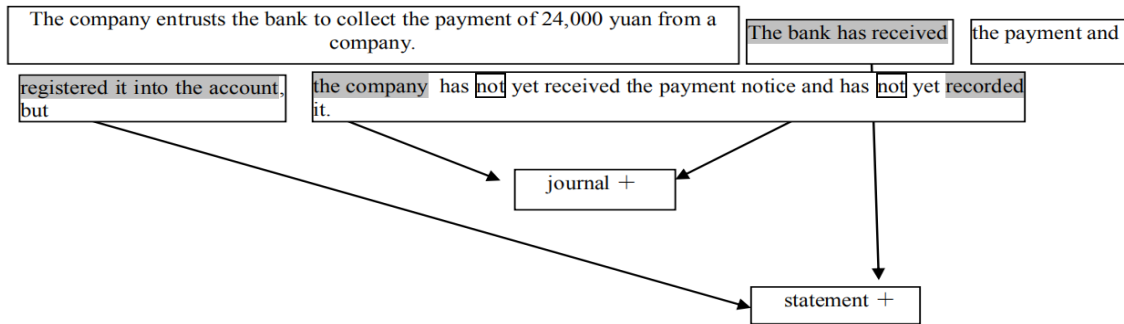 The company entrusts the bank to collect the payment of 24,000 yuan from a
company.
The bank has received the payment and
registered it into the account,
but
the company has not yet received the payment notice and has not yet recorded
it.
journal +
statement +